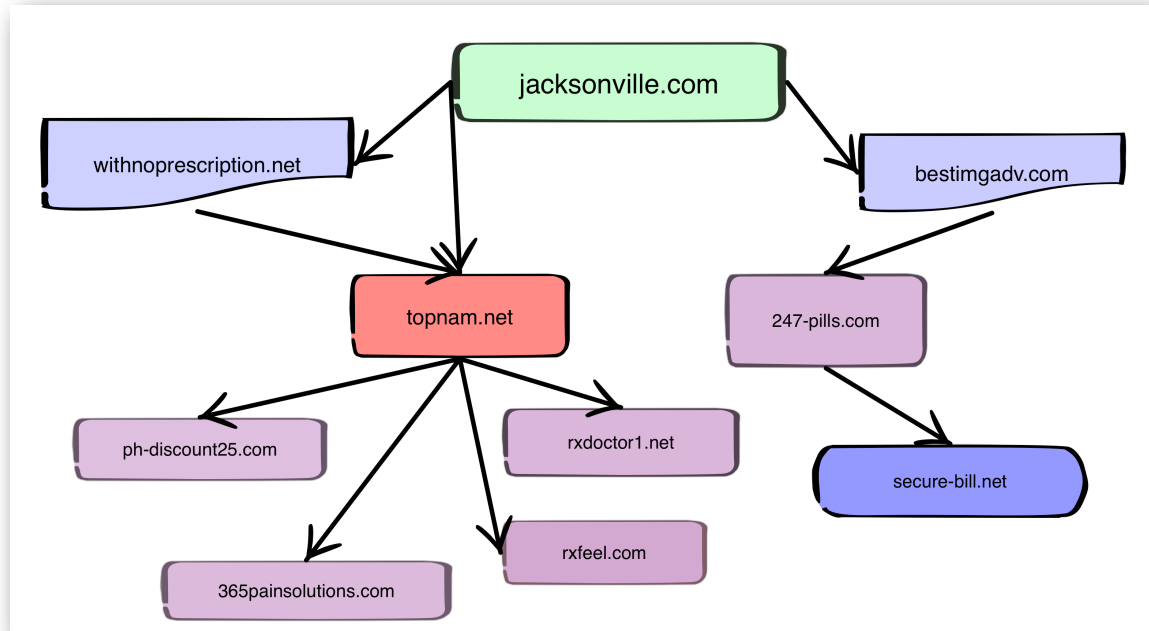 jacksonville.com
withnoprescription.net
bestimgadv.com
topnam.net
247-pills.com
ph-discount25.com
rxdoctor1.net
secure-bill.net
rxfeel.com
365painsolutions.com